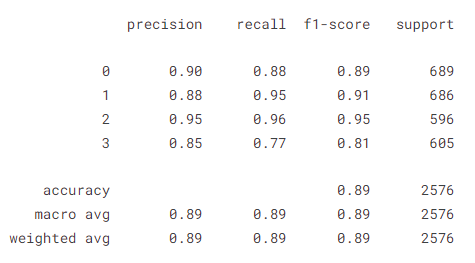 precision recall f1-score support
0 0.90 0.88 0.89 689
1 0.88 0.95 0.91 686
2 0.95 0.96 0.95 596
3 0.85 0.77 0.81 605
accuracy 0.89 2576
macro avg 0.89 0.89 0.89 2576
weighted avg 0.89 0.89 0.89 2576